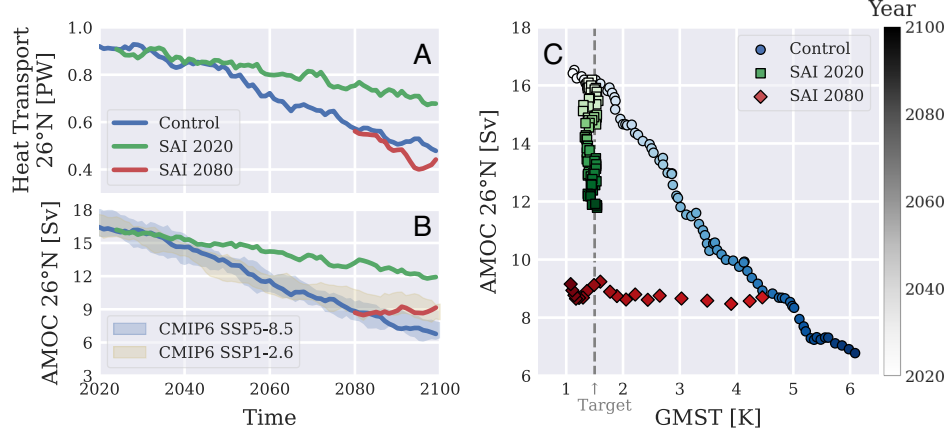 Heat Transport
26°N [PW]
1.0
0.8
0.6
0.4
A
Control
SAI 2020
SAI 2080
AMOC 26°N [Sv]
18
15
12
9
6
3
B
CMIP6 SSP5-8.5
CMIP6 SSP1-2.6
2020
2040
2060
2080
2100
Time
AMOC 26°N [Sv]
18
16
14
12
10
8
6
C
Control
SAI 2020
SAI 2080
1
2
3
4
5
6
Target
GMST [K]
Year
2100
2080
2060
2040
2020